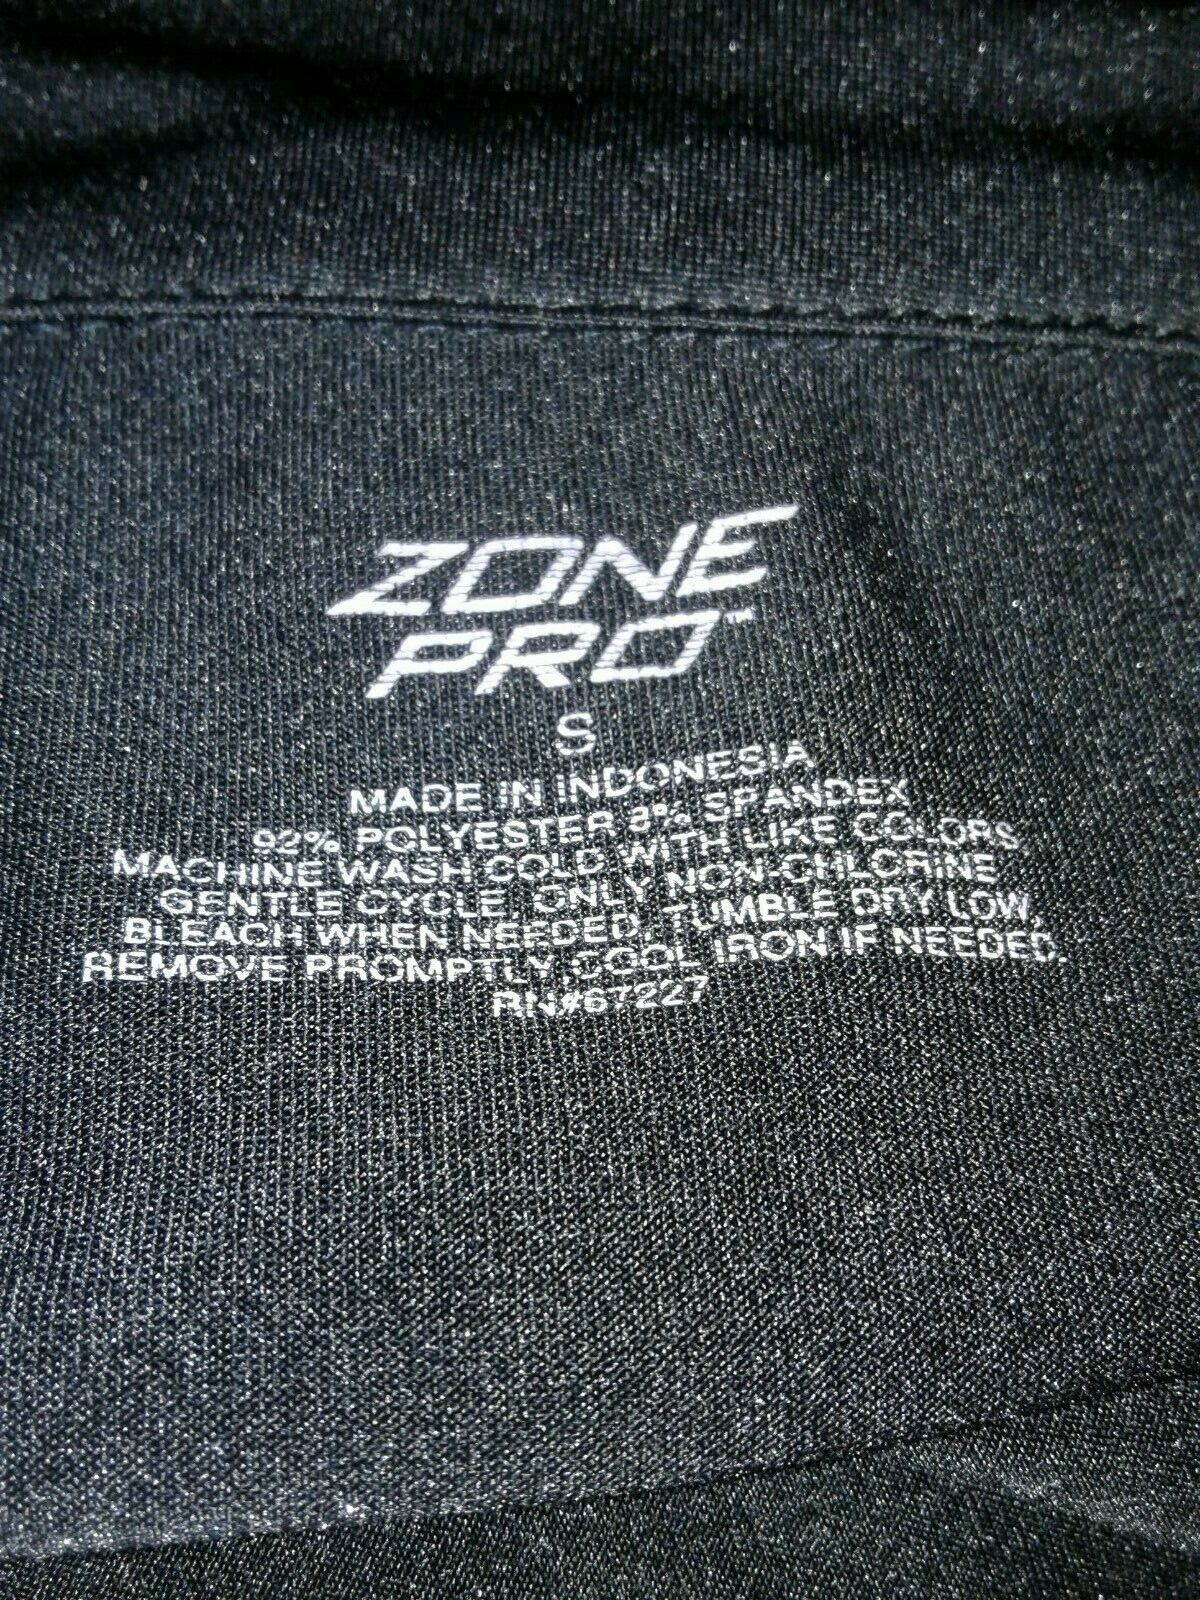 ZONE
PRO™
S
MADE IN INDONESIA
92% POLYESTER 8% SPANDEX
MACHINE WASH COLD WITH LIKE COLORS
GENTLE CYCLE, ONLY NON-CHLORINE
BLEACH WHEN NEEDED, TUMBLE DRY LOW,
REMOVE PROMPTLY, COOL IRON IF NEEDED.
RN#67227